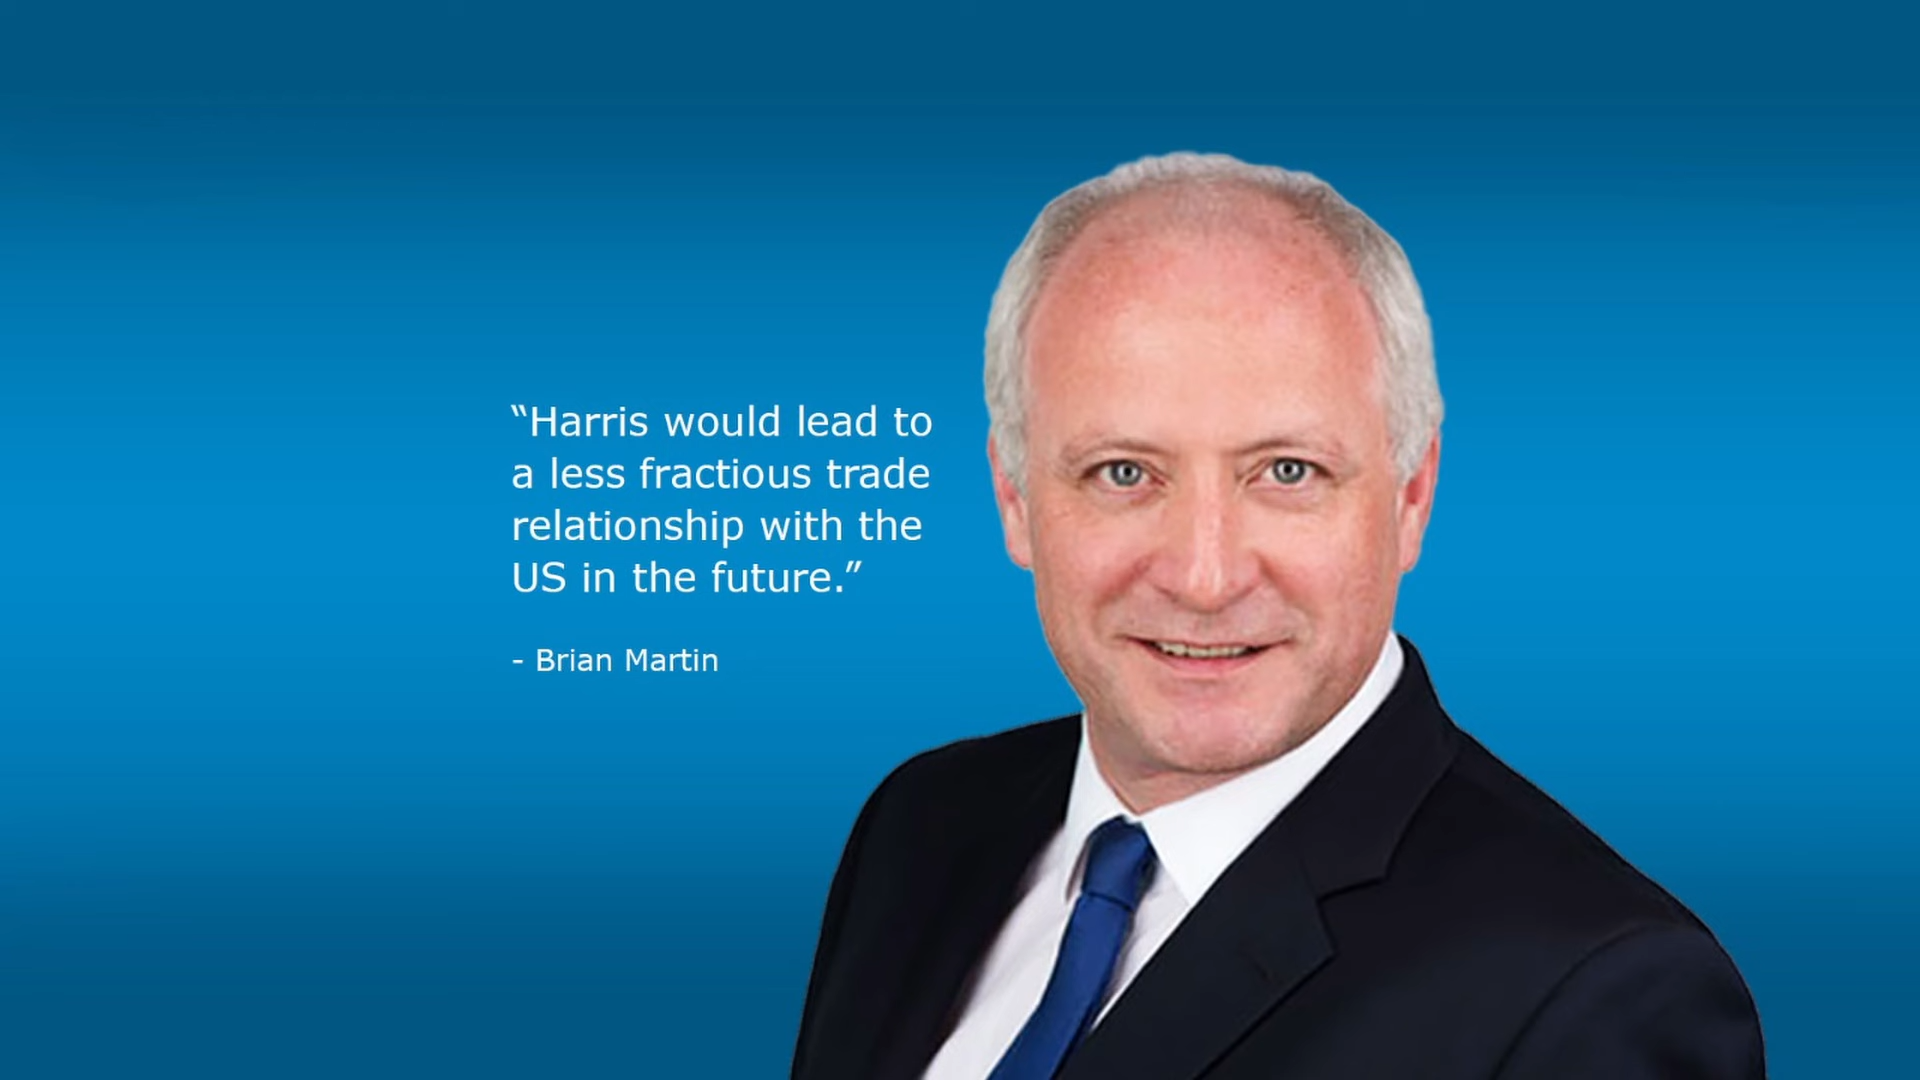 “Harris would lead to
a less fractious trade
relationship with the
US in the future.”
- Brian Martin